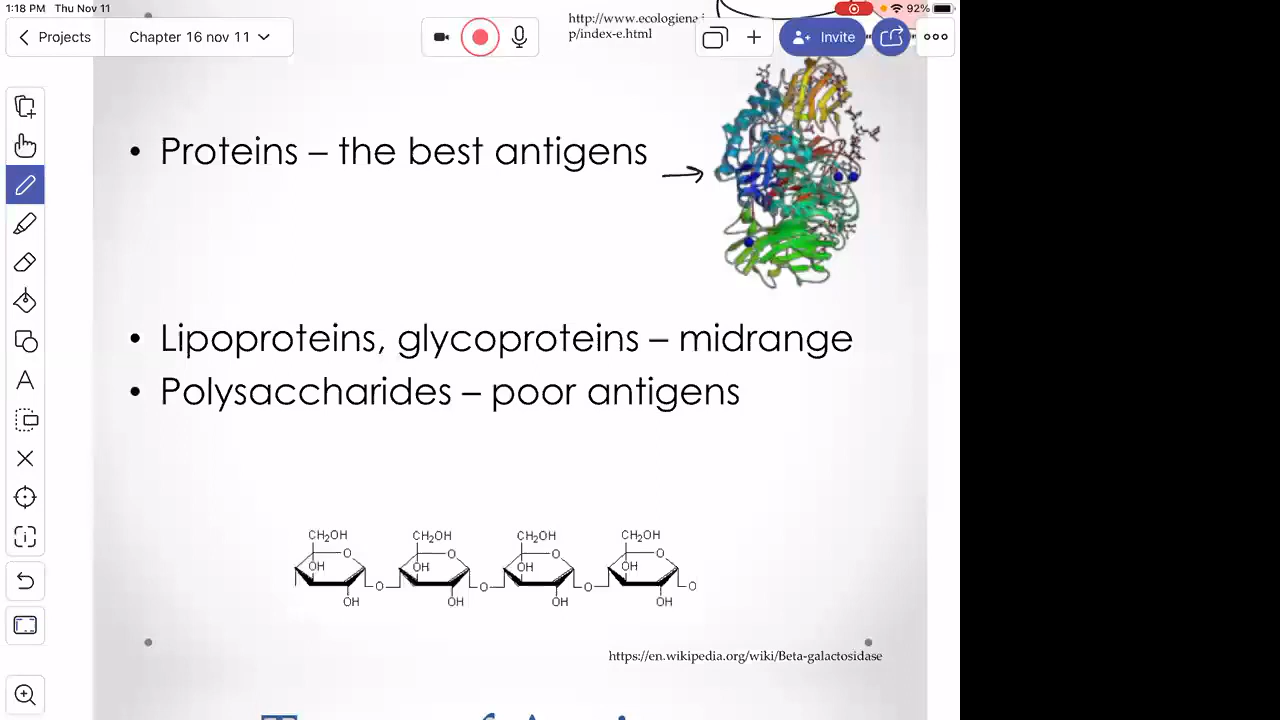 1:18 PM Thu Nov 11
92%
http://www.ecologiena.j
p/index-e.html
Projects
Chapter 16 nov 11
Invite
• Proteins – the best antigens
• Lipoproteins, glycoproteins – midrange
• Polysaccharides – poor antigens
A
CH₂OH CH₂OH CH₂OH CH₂OH
O O O O
OH OH OH OH
O O O O
OH OH OH OH
https://en.wikipedia.org/wiki/Beta-galactosidase